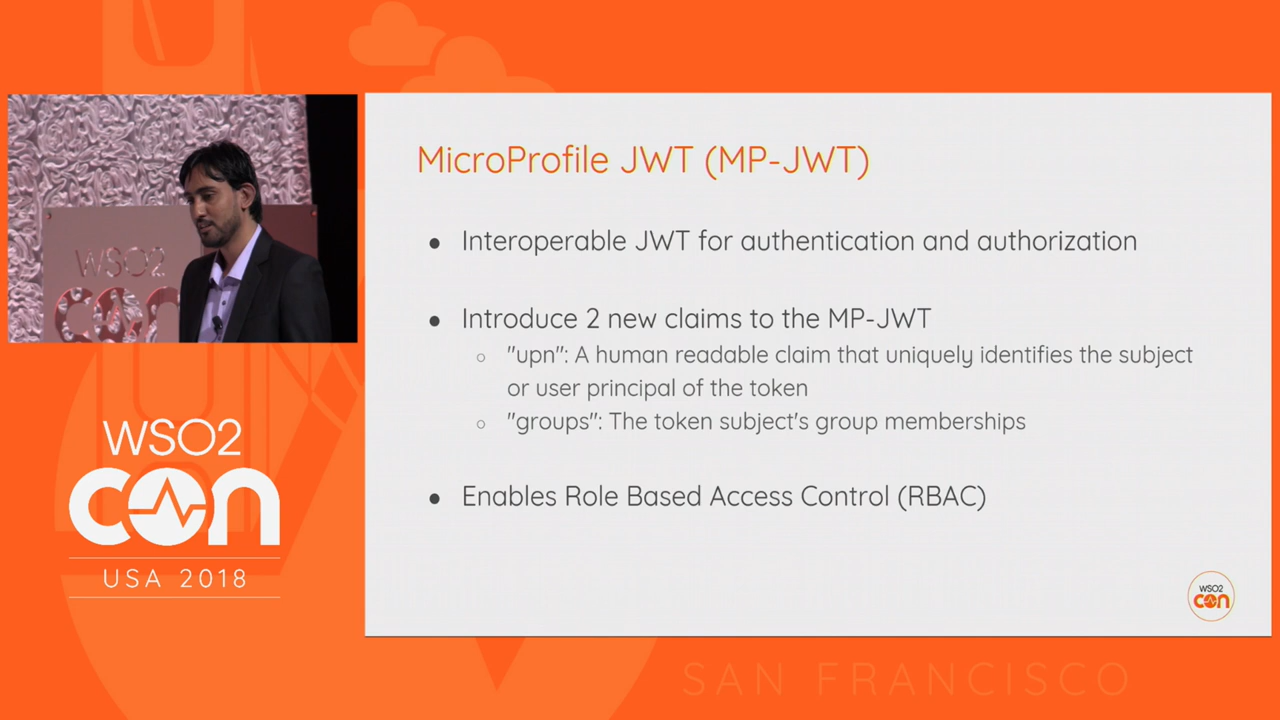 MicroProfile JWT (MP-JWT)
● Interoperable JWT for authentication and authorization
● Introduce 2 new claims to the MP-JWT
○ "upn": A human readable claim that uniquely identifies the subject
or user principal of the token
○ "groups": The token subject's group memberships
● Enables Role Based Access Control (RBAC)
WSO2
con
WSO2
con
USA 2018
WSO2
con
SAN FRANCISCO